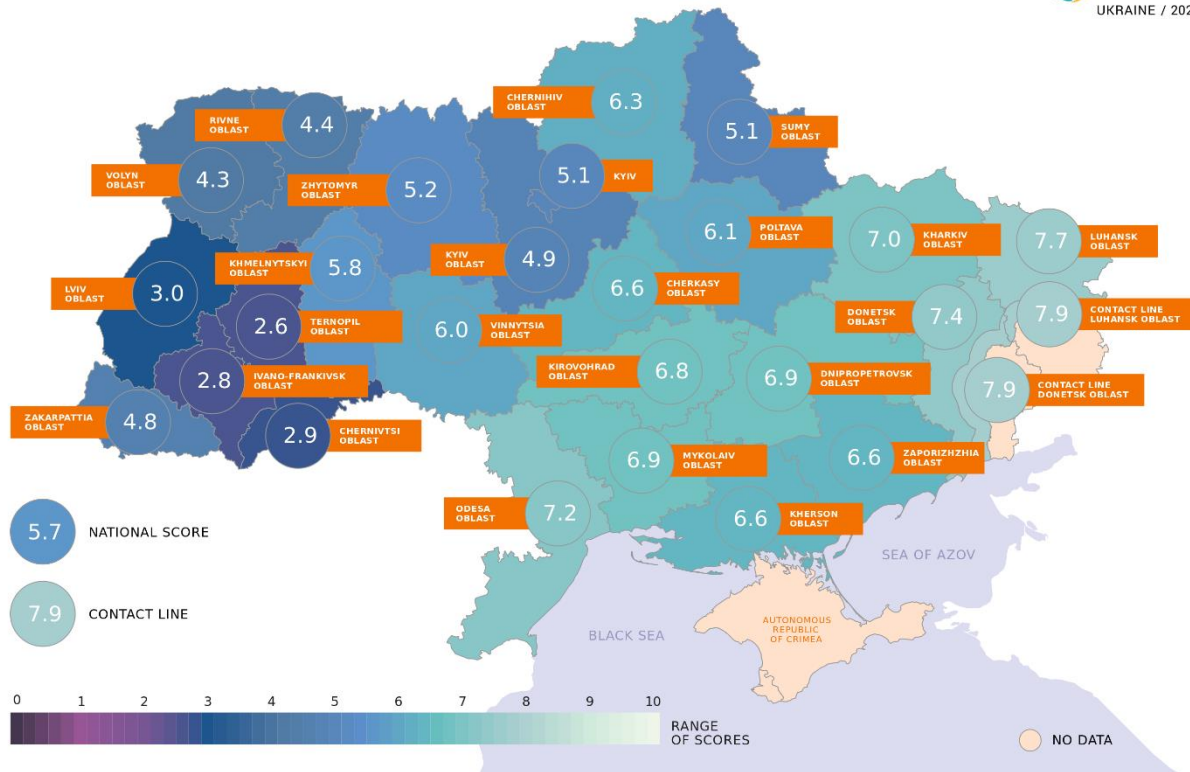 UKRAINE / 202
CHERNIHIV
OBLAST
6.3
5.1
SUMY
OBLAST
RIVNE
OBLAST
4.4
VOLYN
OBLAST
4.3
ZHYTOMYR
OBLAST
5.2
5.1
KYIV
6.1
POLTAVA
OBLAST
7.0
KHARKIV
OBLAST
7.7
LUHANSK
OBLAST
KHMELNYTSKYI
OBLAST
5.8
KYIV
OBLAST
4.9
LVIV
OBLAST
3.0
6.6
CHERKASY
OBLAST
DONETSK
OBLAST
7.4
7.9
CONTACT LINE
LUHANSK OBLAST
2.6
TERNOPIL
OBLAST
6.0
VINNYTSIA
OBLAST
2.8
IVANO-FRANKIVSK
OBLAST
KIROVOHRAD
OBLAST
6.8
6.9
DNIPROPETROVSK
OBLAST
7.9
CONTACT LINE
DONETSK OBLAST
ZAKARPATTIA
OBLAST
4.8
2.9
CHERNIVTSI
OBLAST
6.9
MYKOLAIV
OBLAST
6.6
ZAPORIZHZHIA
OBLAST
ODESA
OBLAST
7.2
6.6
KHERSON
OBLAST
5.7
NATIONAL SCORE
SEA OF AZOV
7.9
CONTACT LINE
BLACK SEA
AUTONOMOUS
REPUBLIC
OF CRIMEA
0 1 2 3 4 5 6 7 8 9 10
RANGE
OF SCORES
NO DATA